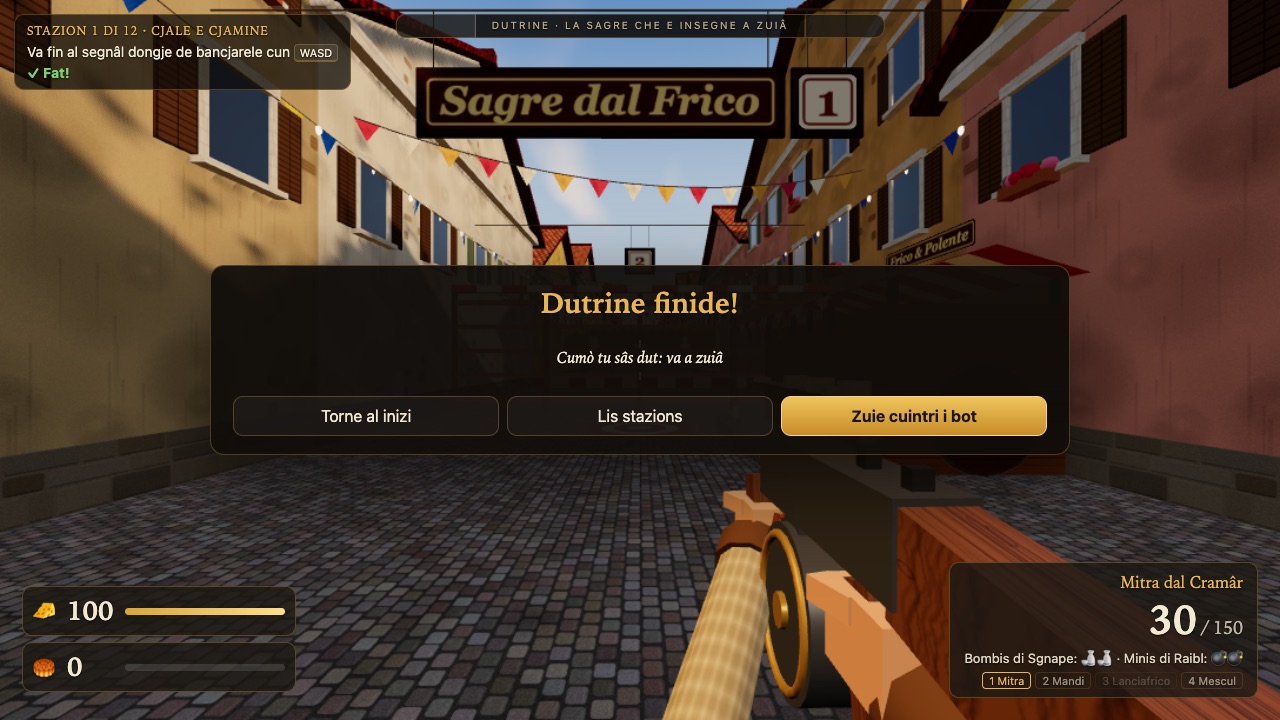 STAZION 1 DI 12 · CJALE E CJAMINE
Va fin al segnâl dongje de bancjarele cun WASD
✓ Fat!
DUTRINE · LA SAGRE CHE E INSEGNE A ZUIÂ
Sagre dal Frico 1
2
Frico & Polente
Dutrine finide!
Cumò tu sâs dut: va a zuiâ
Torne al inizi
Lis stazions
Zuie cuintri i bot
100
0
Mitra dal Cramâr
30 / 150
Bombis di Sgnape: · Minis di Raibl:
1 Mitra 2 Mandi 3 Lanciafrico 4 Mescul